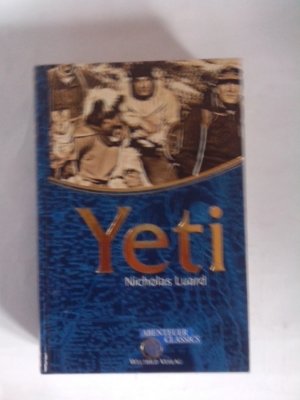 Yeti
Nicholas Luard
ABENTEUER
CLASSICS
WELTBILD VERLAG